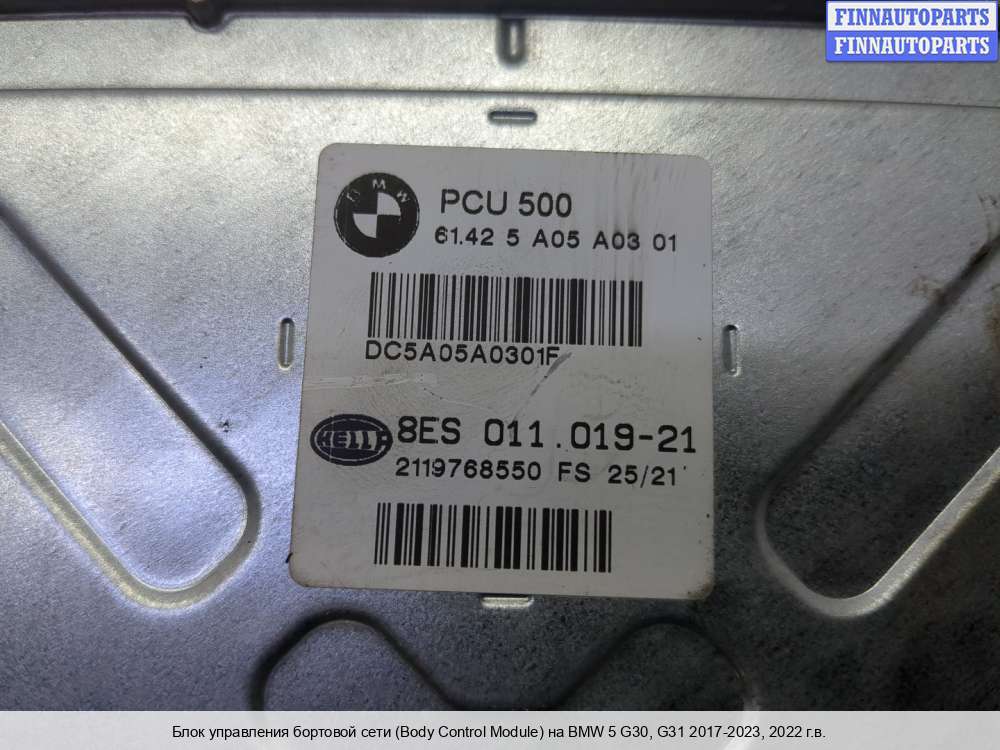 FINNAUTOPARTS
FINNAUTOPARTS
BMW
PCU 500
61.42 5 A05 A03 01
DC5A05A0301F
HELLA
8ES 011.019-21
2119768550 FS 25/21
Блок управления бортовой сети (Body Control Module) на BMW 5 G30, G31 2017-2023, 2022 г.в.